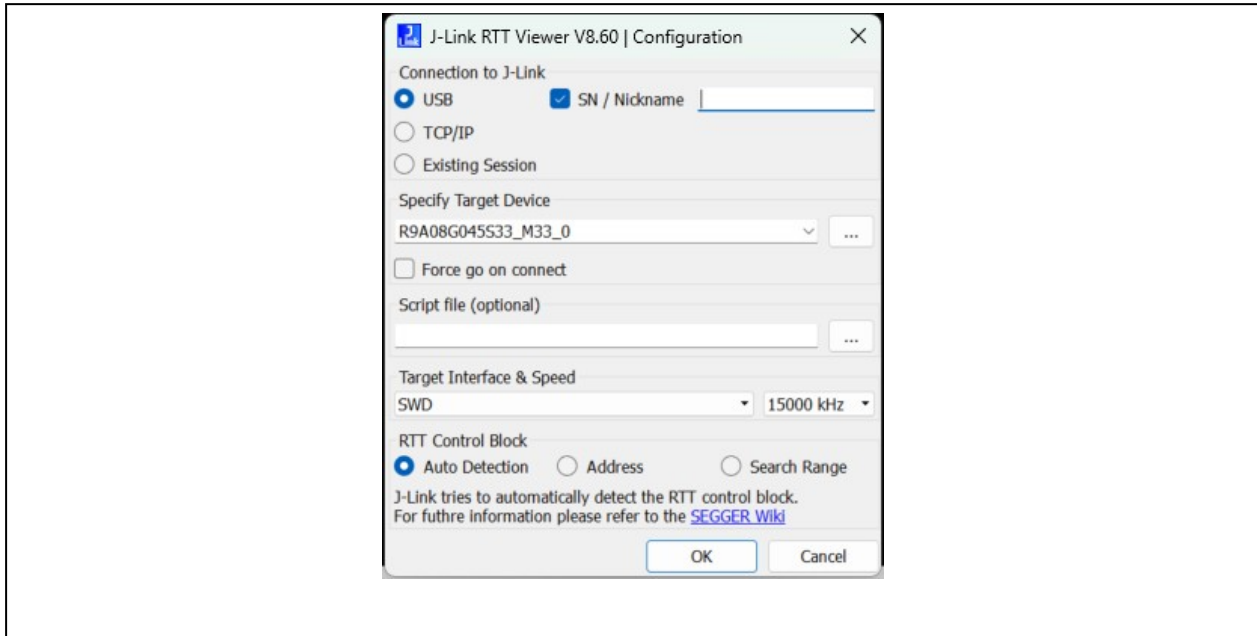 J-Link RTT Viewer V8.60 | Configuration
Connection to J-Link
USB SN / Nickname
TCP/IP
Existing Session
Specify Target Device
R9A08G045S33_M33_0 ...
Force go on connect
Script file (optional)
...
Target Interface & Speed
SWD 15000 kHz
RTT Control Block
Auto Detection Address Search Range
J-Link tries to automatically detect the RTT control block.
For futhre information please refer to the SEGGER Wiki
OK Cancel